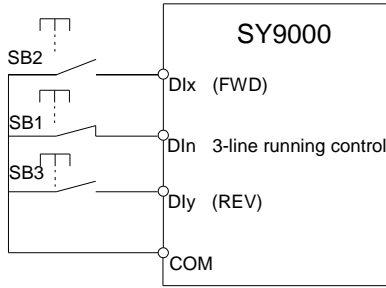 SY9000
SB2
DIx (FWD)
SB1
DIn 3-line running control
SB3
DIy (REV)
COM